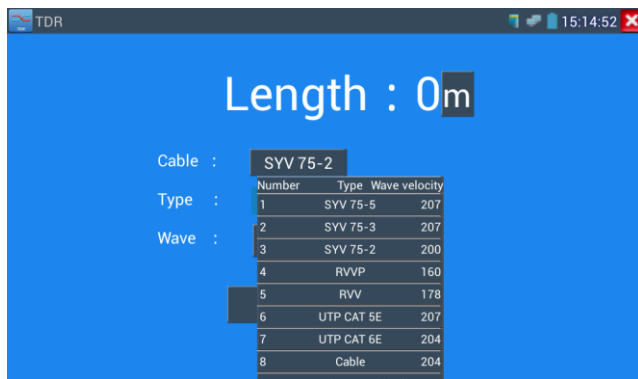 TDR 15:14:52
Length : 0m
Cable : SYV 75-2
Number Type Wave velocity
Type :
1 SYV 75-5 207
2 SYV 75-3 207
Wave :
3 SYV 75-2 200
4 RVVP 160
5 RVV 178
6 UTP CAT 5E 207
7 UTP CAT 6E 204
8 Cable 204